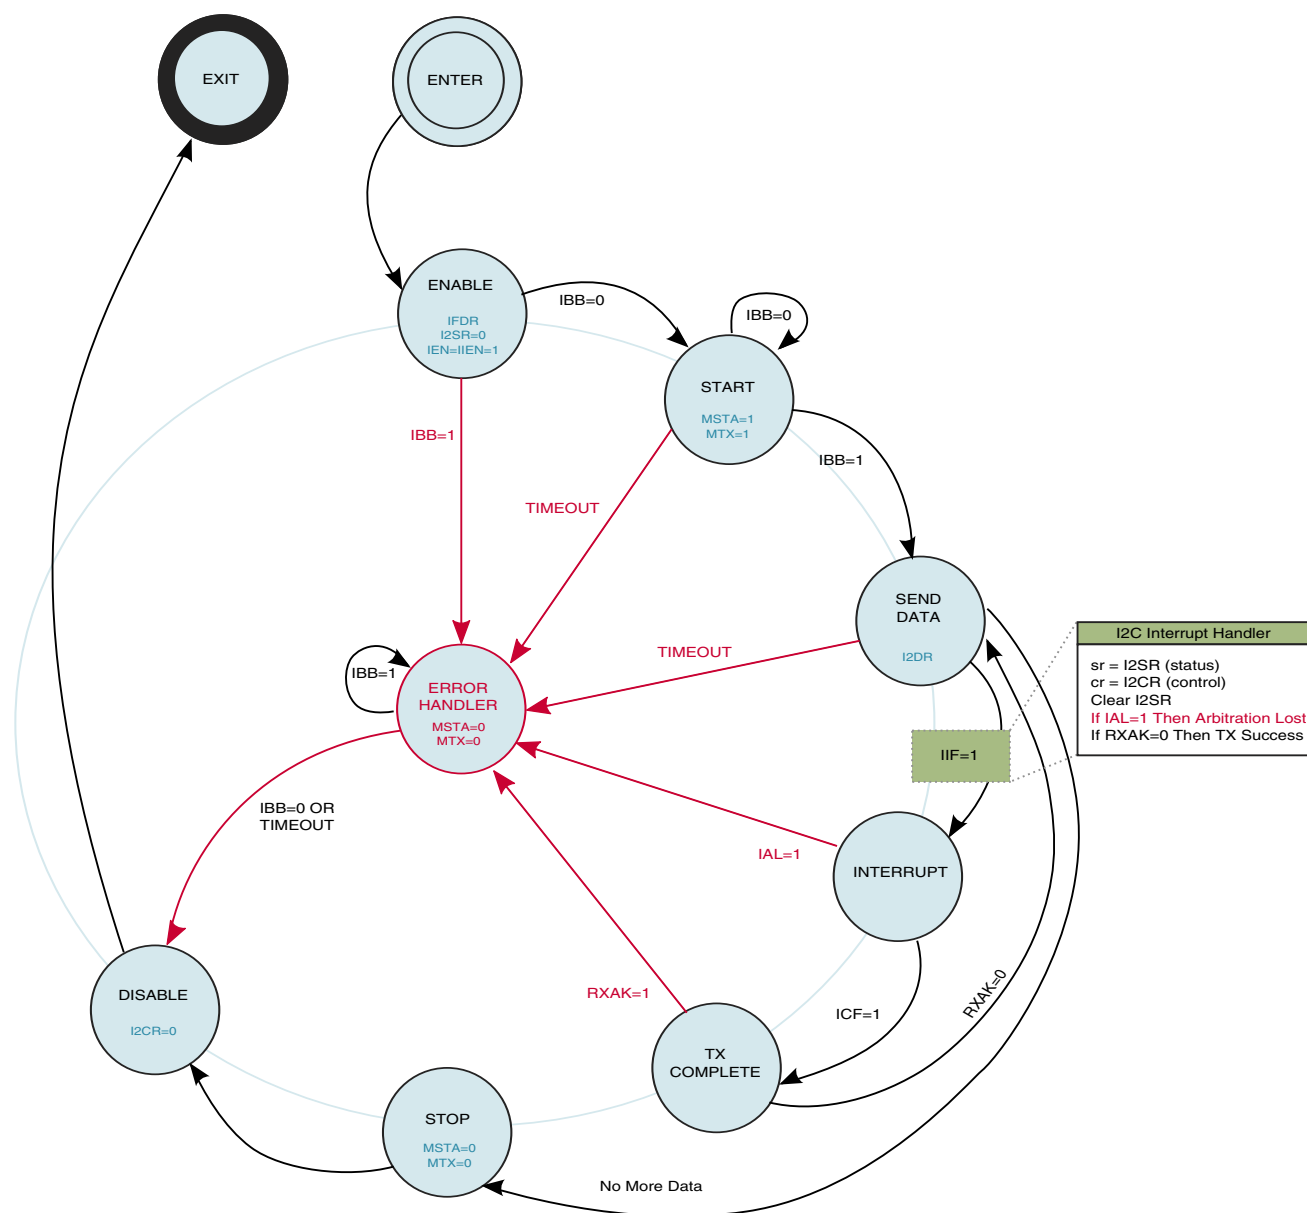 EXIT
ENTER
ENABLE
IFDR
I2SR=0
IEN=IIEN=1
IBB=0
IBB=0
START
MSTA=1
MTX=1
IBB=1
IBB=1
TIMEOUT
SEND
DATA
I2DR
TIMEOUT
I2C Interrupt Handler
sr = I2SR (status)
cr = I2CR (control)
Clear I2SR
If IAL=1 Then Arbitration Lost
If RXAK=0 Then TX Success
IBB=1
ERROR
HANDLER
MSTA=0
MTX=0
IIF=1
IBB=0 OR
TIMEOUT
IAL=1
INTERRUPT
RXAK=1
RXAK=0
ICF=1
DISABLE
I2CR=0
TX
COMPLETE
STOP
MSTA=0
MTX=0
No More Data